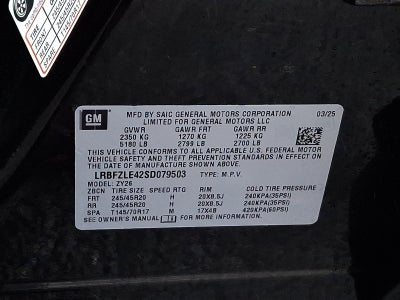 TIRE
SPARE
GM
MFD BY SAIC GENERAL MOTORS CORPORATION
LIMITED FOR GENERAL MOTORS LLC
03/25
GVWR GAWR FRT GAWR RR
2350 KG 1270 KG 1225 KG
5180 LB 2799 LB 2700 LB
THIS VEHICLE CONFORMS TO ALL APPLICABLE U.S. FEDERAL MOTOR
VEHICLE SAFETY, BUMPER, AND THEFT PREVENTION STANDARDS IN
EFFECT ON THE DATE OF MANUFACTURE SHOWN ABOVE.
LRBFZLE42SD079503 TYPE: M.P.V.
MODEL: ZY26
ZBN TIRE SIZE SPEED RTG RIM COLD TIRE PRESSURE
FRT 245/45R20 H 20X8.5J 240KPA(35PSI)
RR 245/45R20 H 20X8.5J 240KPA(35PSI)
SPA T145/70R17 M 17X4B 420KPA(60PSI)
SEE OWNER'S MANUAL